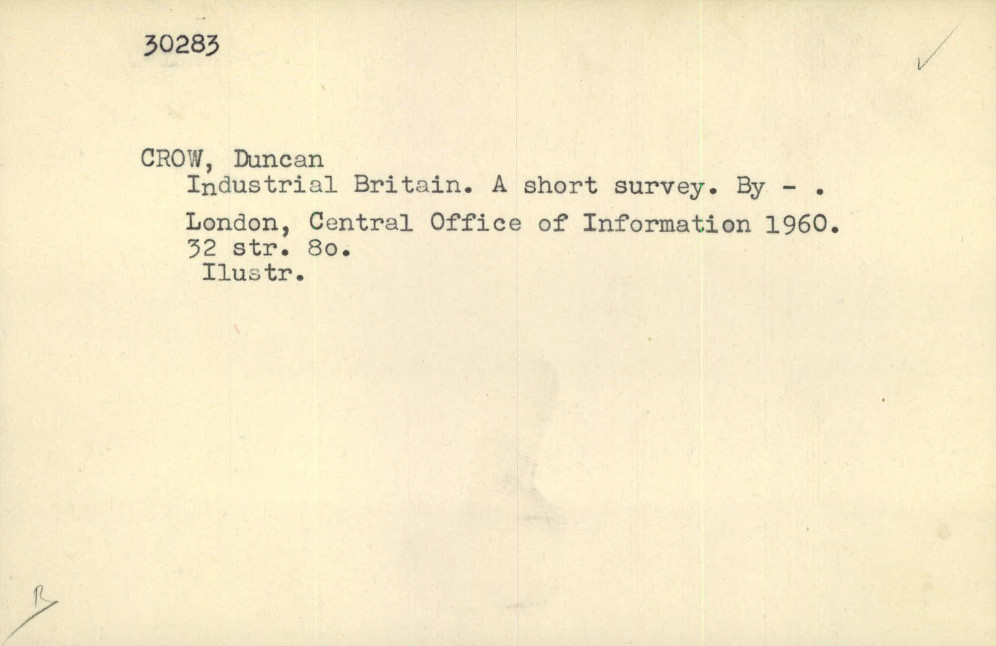 30283
CROW, Duncan
Industrial Britain. A short survey. By - .
London, Central Office of Information 1960.
32 str. 8o.
Ilustr.
R